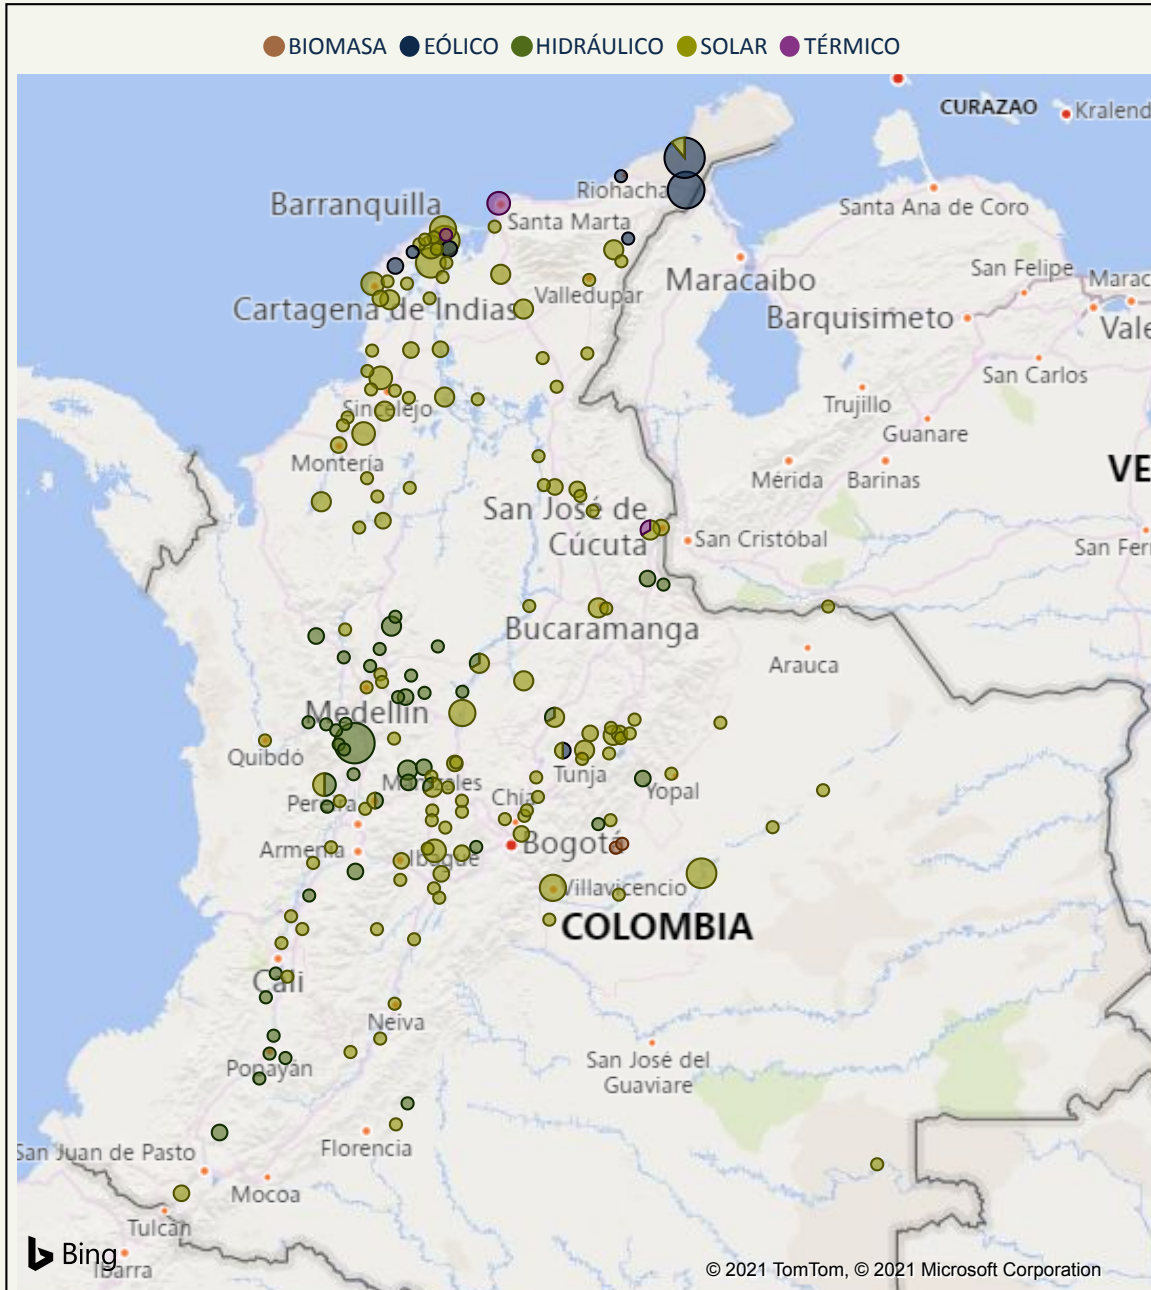 BIOMASA EÓLICO HIDRÁULICO SOLAR TÉRMICO
CURAZAO
Kralend
Riohacha
Barranquilla
Santa Marta
Santa Ana de Coro
Maracaibo
San Felipe
Marac
Valledupar
Cartagena de Indias
Barquisimeto
Vale
San Carlos
Sincelejo
Trujillo
Guanare
Montería
Mérida
Barinas
VE
San José de
Cúcuta
San Cristóbal
San Fer
Bucaramanga
Arauca
Medellín
Quibdó
Tunja
Manizales
Yopal
Pereira
Chía
Armenia
Ibagué
Bogotá
Villavicencio
COLOMBIA
Cali
Neiva
San José del
Guaviare
Popayán
San Juan de Pasto
Florencia
Mocoa
Tulcán
Bing
Ibarra
© 2021 TomTom, © 2021 Microsoft Corporation